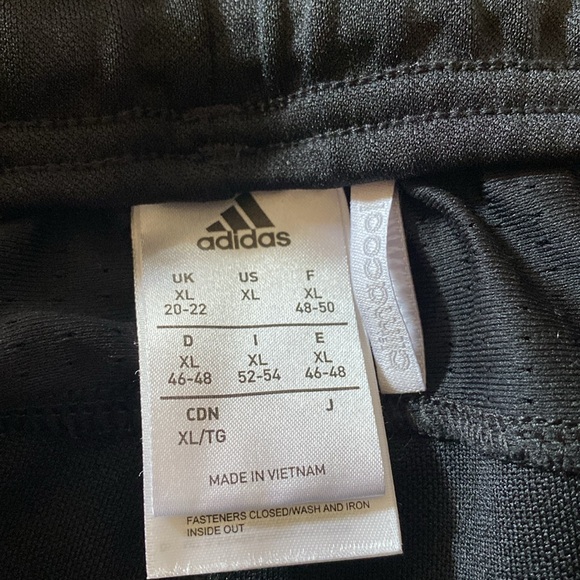 adidas
UK US F
XL XL XL
20-22 48-50
D I E
XL XL XL
46-48 52-54 46-48
CDN J
XL/TG
MADE IN VIETNAM
FASTENERS CLOSED/WASH AND IRON
INSIDE OUT
climacool